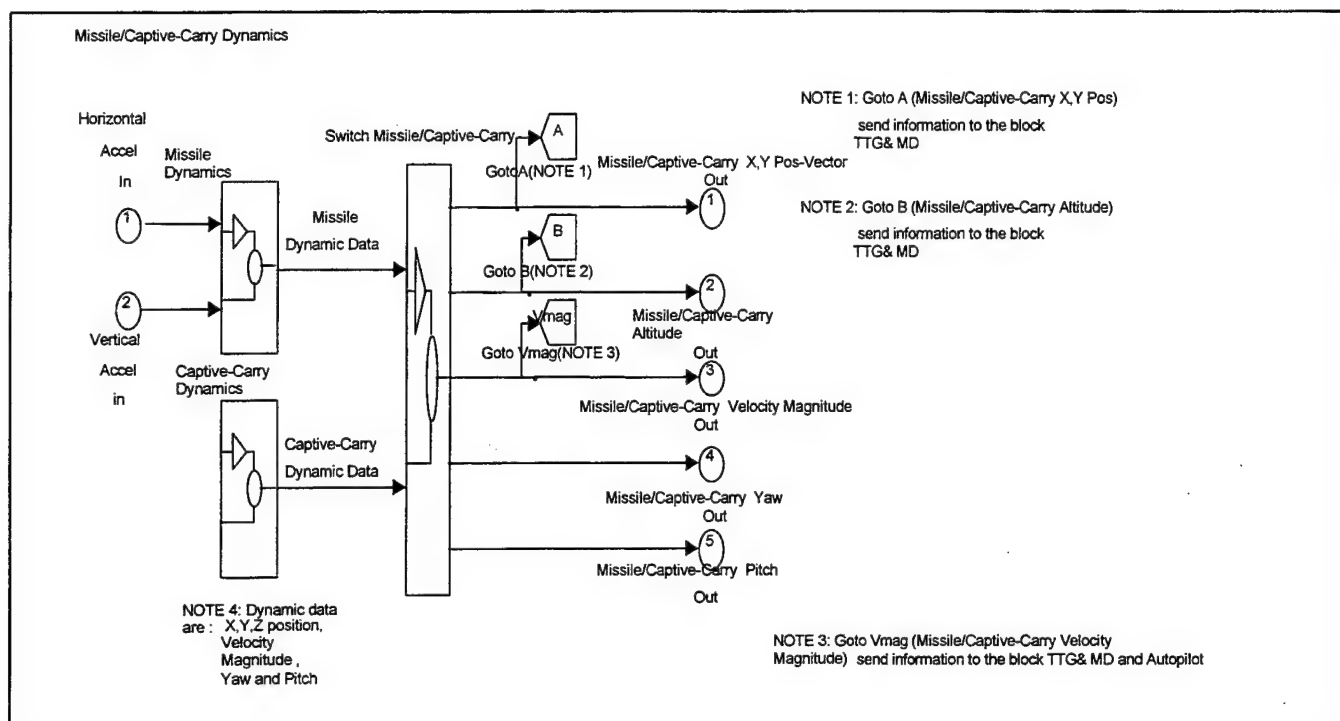 Missile/Captive-Carry Dynamics
Horizontal
Accel
In
1
Missile
Dynamics
2
Vertical
Accel
in
Missile
Dynamic Data
Captive-Carry
Dynamics
Captive-Carry
Dynamic Data
Switch Missile/Captive-Carry
A
GotoA(NOTE 1)
Missile/Captive-Carry X,Y Pos-Vector
Out
1
B
Goto B(NOTE 2)
2
Missile/Captive-Carry
Altitude
Vmag
Goto Vmag(NOTE 3)
Out
3
Missile/Captive-Carry Velocity Magnitude
Out
4
Missile/Captive-Carry Yaw
Out
5
Missile/Captive-Carry Pitch
Out
NOTE 1: Goto A (Missile/Captive-Carry X,Y Pos)
send information to the block
TTG& MD
NOTE 2: Goto B (Missile/Captive-Carry Altitude)
send information to the block
TTG& MD
NOTE 4: Dynamic data
are : X,Y,Z position,
Velocity
Magnitude ,
Yaw and Pitch
NOTE 3: Goto Vmag (Missile/Captive-Carry Velocity
Magnitude) send information to the block TTG& MD and Autopilot